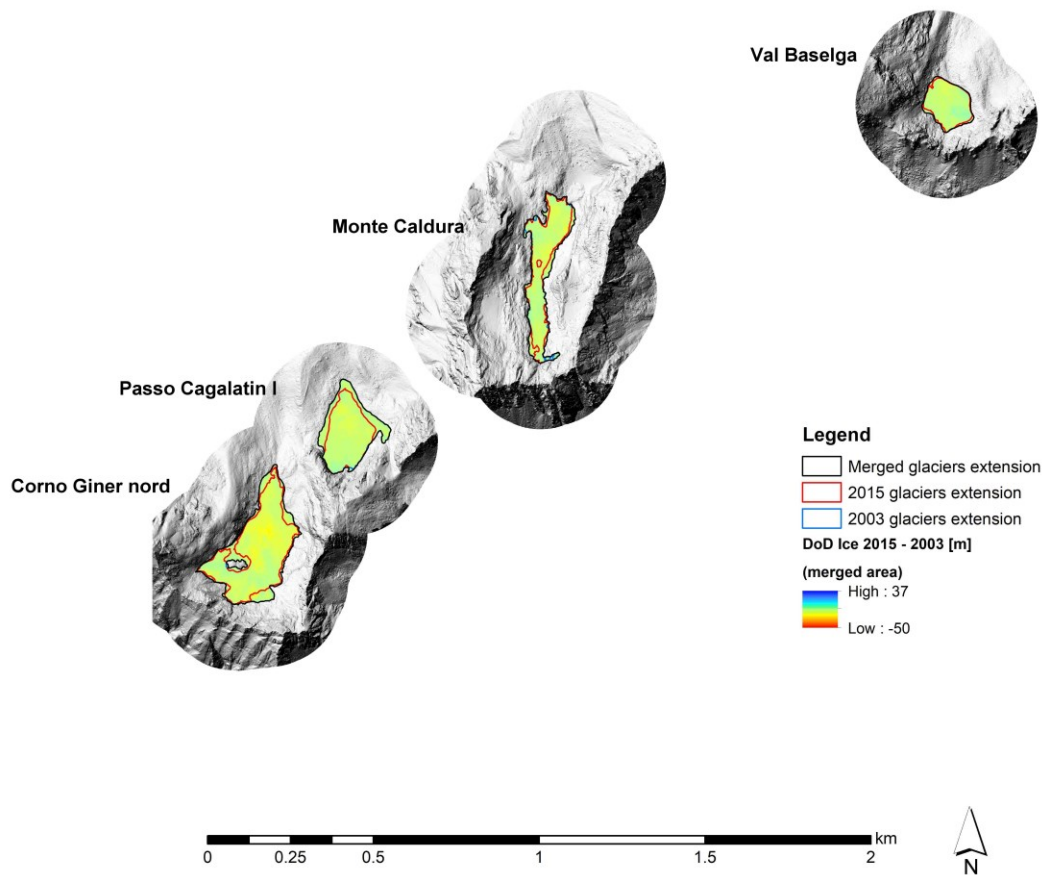 Val Baselga
Monte Caldura
Passo Cagalatin I
Corno Giner nord
Legend
Merged glaciers extension
2015 glaciers extension
2003 glaciers extension
DoD Ice 2015 - 2003 [m]
(merged area)
High : 37
Low : -50
km
0 0.25 0.5 1 1.5 2
N